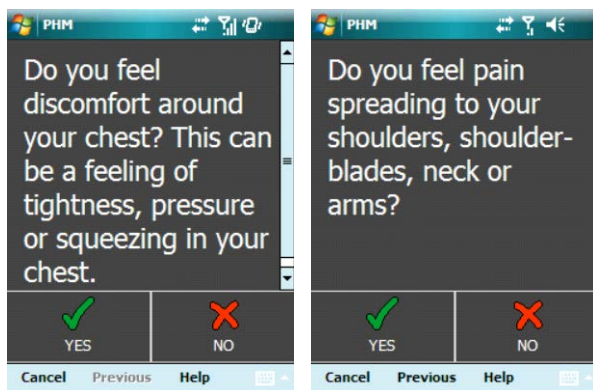 PHM
Do you feel
discomfort around
your chest? This can
be a feeling of
tightness, pressure
or squeezing in your
chest.
YES
NO
Cancel Previous Help
PHM
Do you feel pain
spreading to your
shoulders, shoulder-
blades, neck or
arms?
YES
NO
Cancel Previous Help